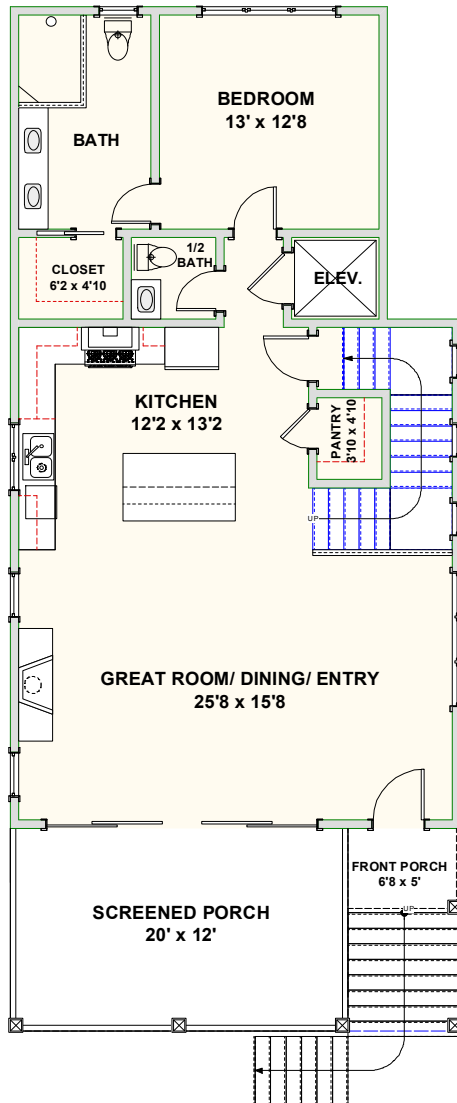 BEDROOM
13' x 12'8
BATH
1/2
BATH
CLOSET
6'2 x 4'10
ELEV.
KITCHEN
12'2 x 13'2
PANTRY
3'10 x 4'10
UP
GREAT ROOM/ DINING/ ENTRY
25'8 x 15'8
FRONT PORCH
6'8 x 5'
UP
SCREENED PORCH
20' x 12'